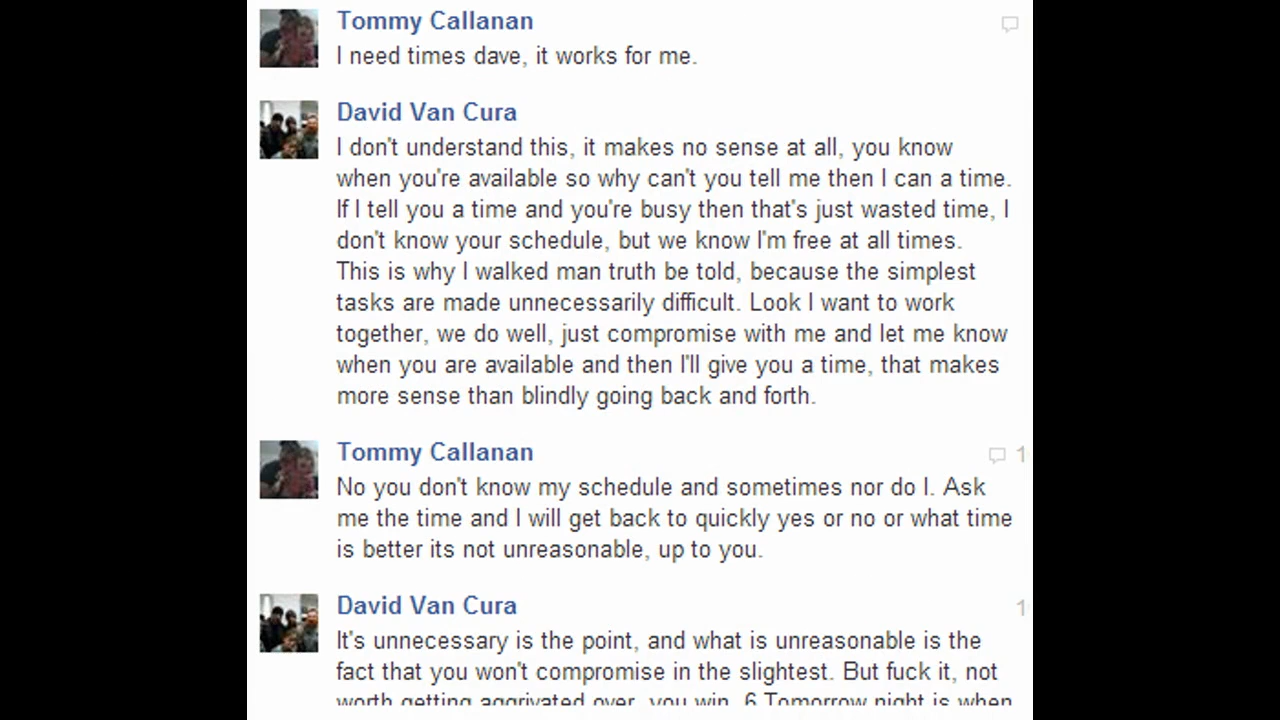 Tommy Callanan
I need times dave, it works for me.
David Van Cura
I don't understand this, it makes no sense at all, you know
when you're available so why can't you tell me then I can a time.
If I tell you a time and you're busy then that's just wasted time, I
don't know your schedule, but we know I'm free at all times.
This is why I walked man truth be told, because the simplest
tasks are made unnecessarily difficult. Look I want to work
together, we do well, just compromise with me and let me know
when you are available and then I'll give you a time, that makes
more sense than blindly going back and forth.
Tommy Callanan
1
No you don't know my schedule and sometimes nor do I. Ask
me the time and I will get back to quickly yes or no or what time
is better its not unreasonable, up to you.
David Van Cura
1
It's unnecessary is the point, and what is unreasonable is the
fact that you won't compromise in the slightest. But fuck it, not
worth getting aggrivated over, you win. 6 Tomorrow night is when